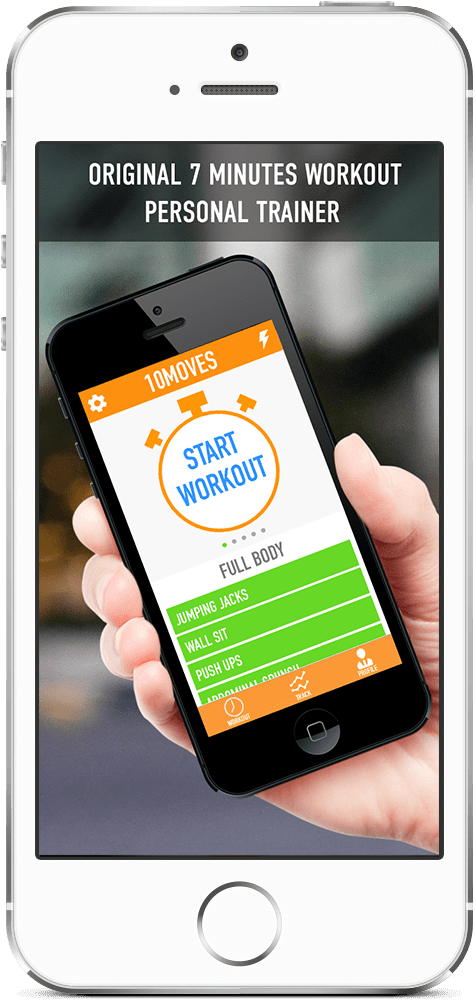 ORIGINAL 7 MINUTES WORKOUT
PERSONAL TRAINER
10MOVES
START
WORKOUT
FULL BODY
JUMPING JACKS
WALL SIT
PUSH UPS
ABDOMINAL CRUNCH
WORKOUT
TRACK
PROFILE